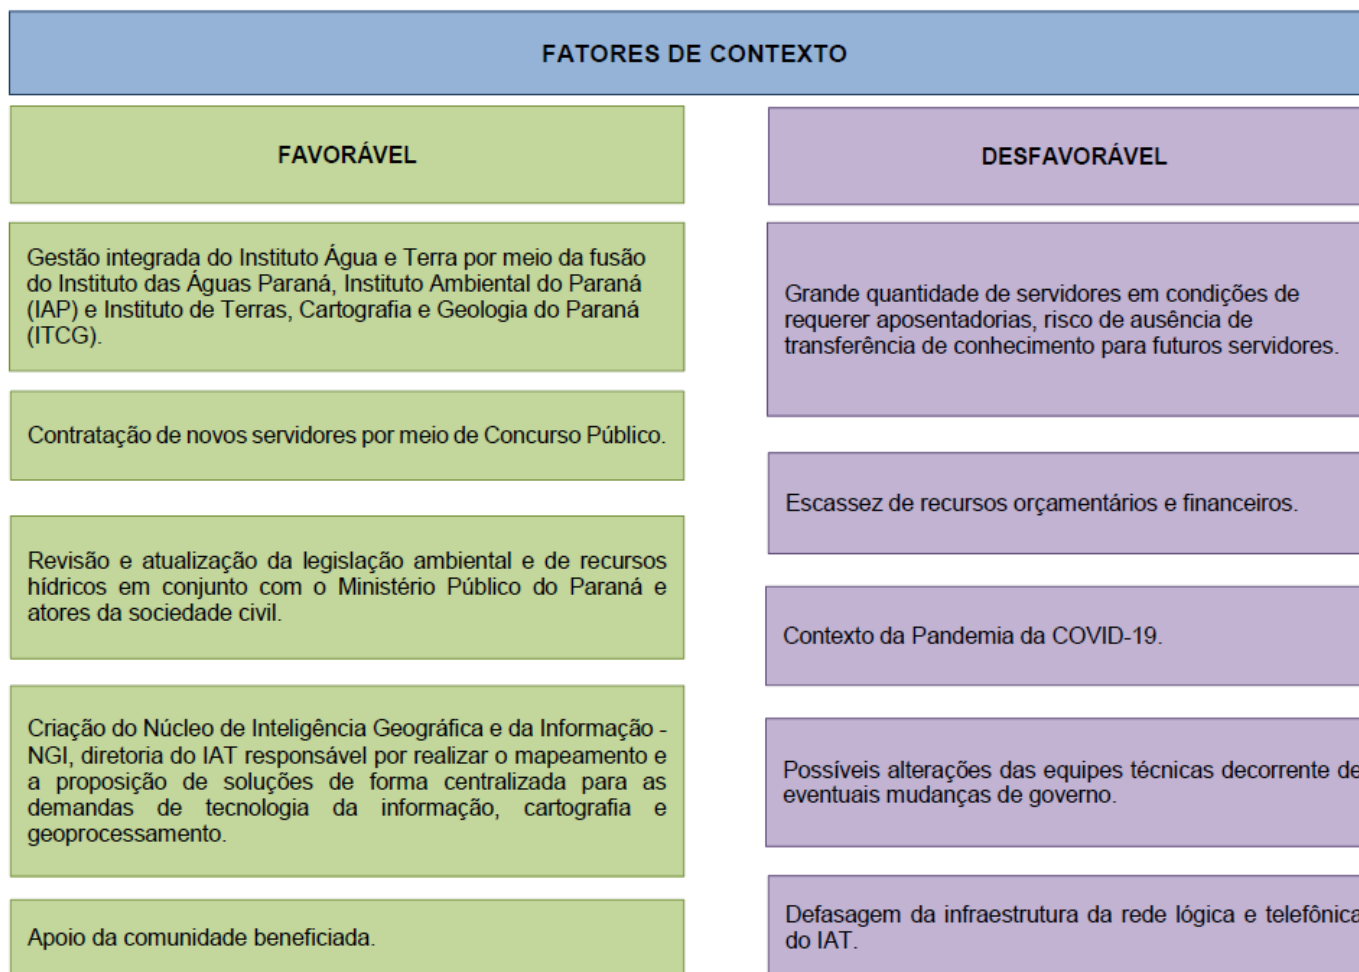 FATORES DE CONTEXTO
FAVORÁVEL
Gestão integrada do Instituto Água e Terra por meio da fusão
do Instituto das Águas Paraná, Instituto Ambiental do Paraná
(IAP) e Instituto de Terras, Cartografia e Geologia do Paraná
(ITCG).
Contratação de novos servidores por meio de Concurso Público.
Revisão e atualização da legislação ambiental e de recursos
hídricos em conjunto com o Ministério Público do Paraná e
atores da sociedade civil.
Criação do Núcleo de Inteligência Geográfica e da Informação -
NGI, diretoria do IAT responsável por realizar o mapeamento e
a proposição de soluções de forma centralizada para as
demandas de tecnologia da informação, cartografia e
geoprocessamento.
Apoio da comunidade beneficiada.
DESFAVORÁVEL
Grande quantidade de servidores em condições de
requerer aposentadorias, risco de ausência de
transferência de conhecimento para futuros servidores.
Escassez de recursos orçamentários e financeiros.
Contexto da Pandemia da COVID-19.
Possíveis alterações das equipes técnicas decorrente de
eventuais mudanças de governo.
Defasagem da infraestrutura da rede lógica e telefônica
do IAT.